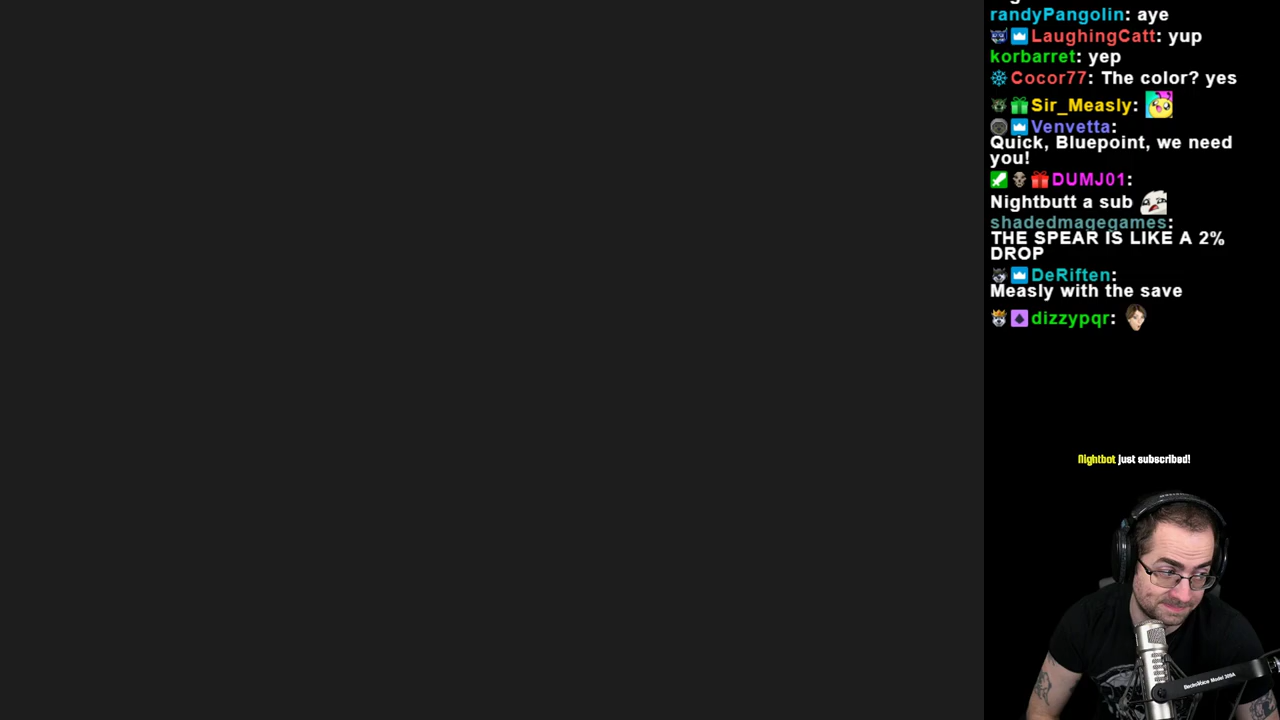 randyPangolin: aye
LaughingCatt: yup
korbarret: yep
Cocor77: The color? yes
Sir_Measly:
Venvetta:
Quick, Bluepoint, we need
you!
DUMJ01:
Nightbutt a sub
shadedmagegames:
THE SPEAR IS LIKE A 2%
DROP
DeRiften:
Measly with the save
dizzypqr:
Nightbot just subscribed!